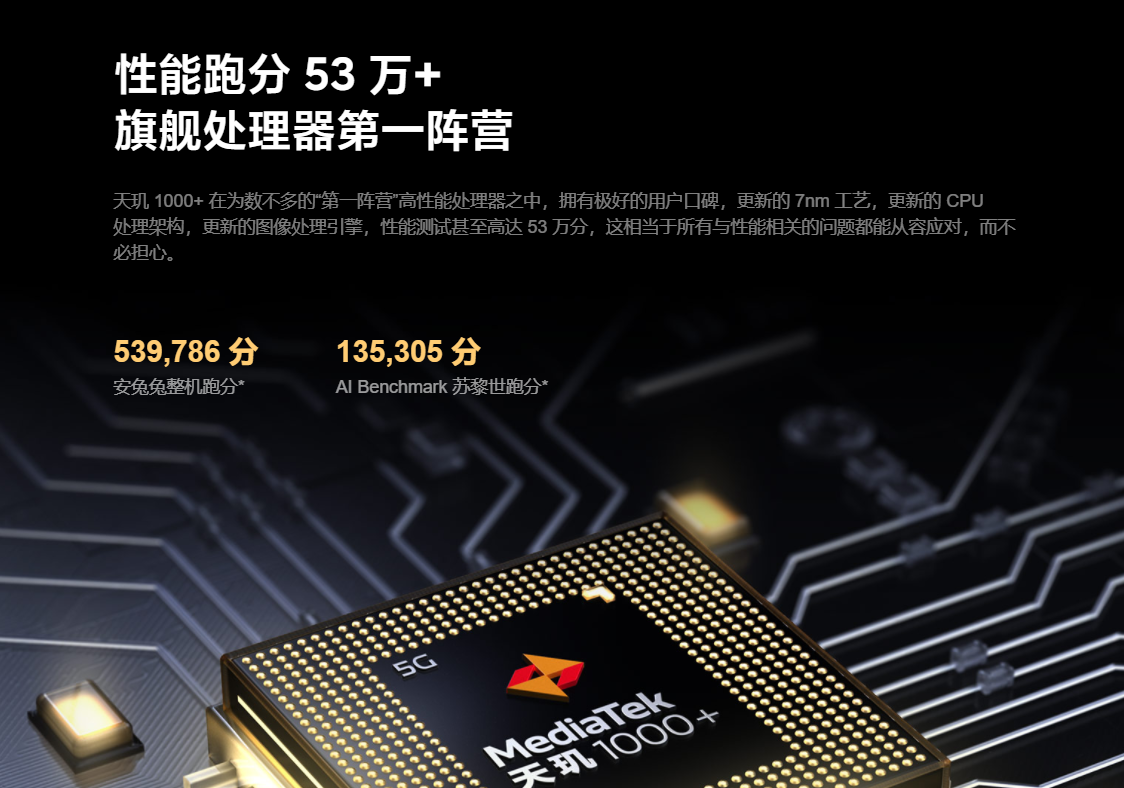 性能跑分 53 万+
旗舰处理器第一阵营
天玑 1000+ 在为数不多的“第一阵营”高性能处理器之中，拥有极好的用户口碑，更新的 7nm 工艺，更新的 CPU
处理架构，更新的图像处理引擎，性能测试甚至高达 53 万分，这相当于所有与性能相关的问题都能从容应对，而不
必担心。
539,786 分
135,305 分
安兔兔整机跑分*
AI Benchmark 苏黎世跑分*
5G
MediaTek
天玑 1000+